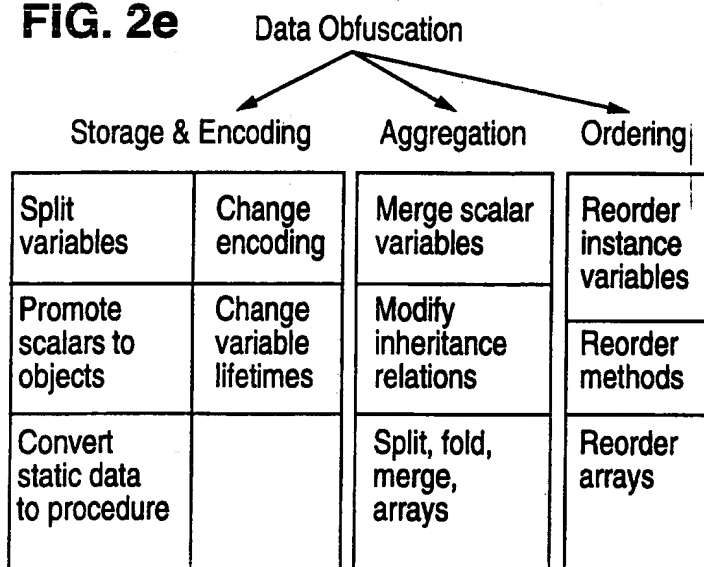 FIG. 2e
Data Obfuscation
Storage & Encoding
Aggregation
Ordering
Split
variables
Change
encoding
Merge scalar
variables
Reorder
instance
variables
Promote
scalars to
objects
Change
variable
lifetimes
Modify
inheritance
relations
Reorder
methods
Convert
static data
to procedure
Split, fold,
merge,
arrays
Reorder
arrays